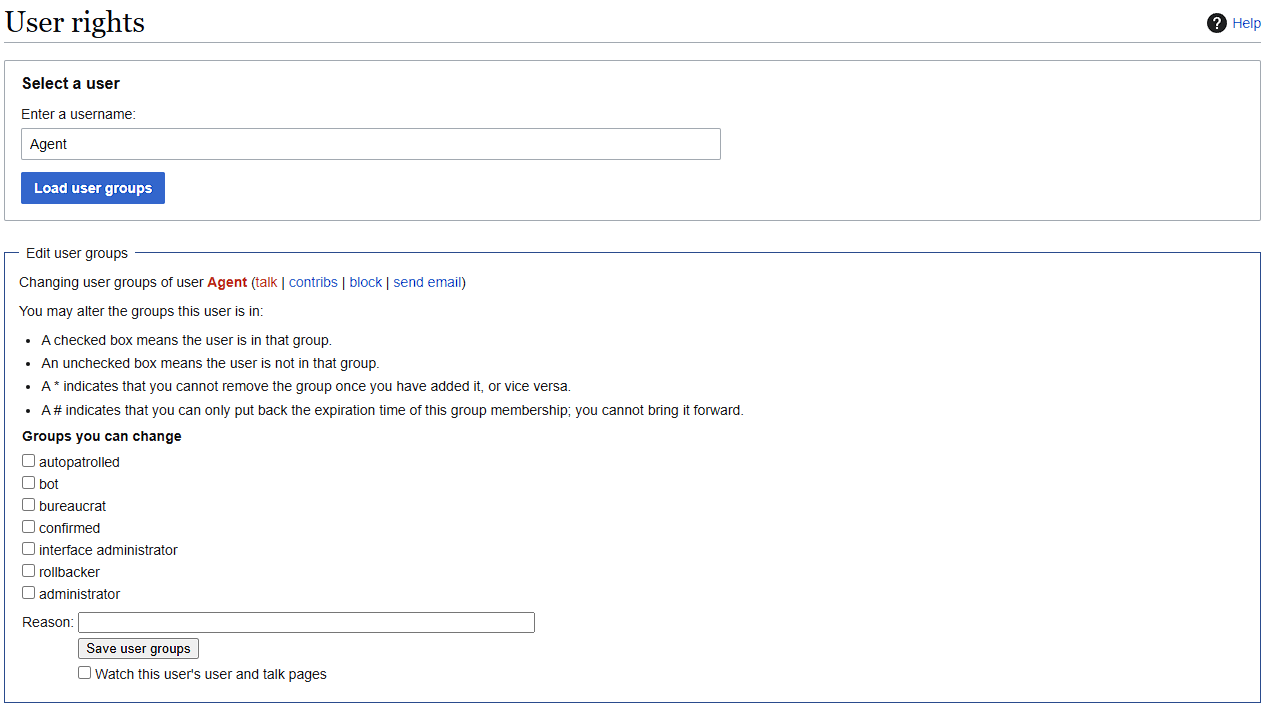 User rights
? Help
Select a user
Enter a username:
Agent
Load user groups
Edit user groups
Changing user groups of user Agent (talk | contribs | block | send email)
You may alter the groups this user is in:
• A checked box means the user is in that group.
• An unchecked box means the user is not in that group.
• A * indicates that you cannot remove the group once you have added it, or vice versa.
• A # indicates that you can only put back the expiration time of this group membership; you cannot bring it forward.
Groups you can change
autopatrolled
bot
bureaucrat
confirmed
interface administrator
rollbacker
administrator
Reason:
Save user groups
Watch this user's user and talk pages